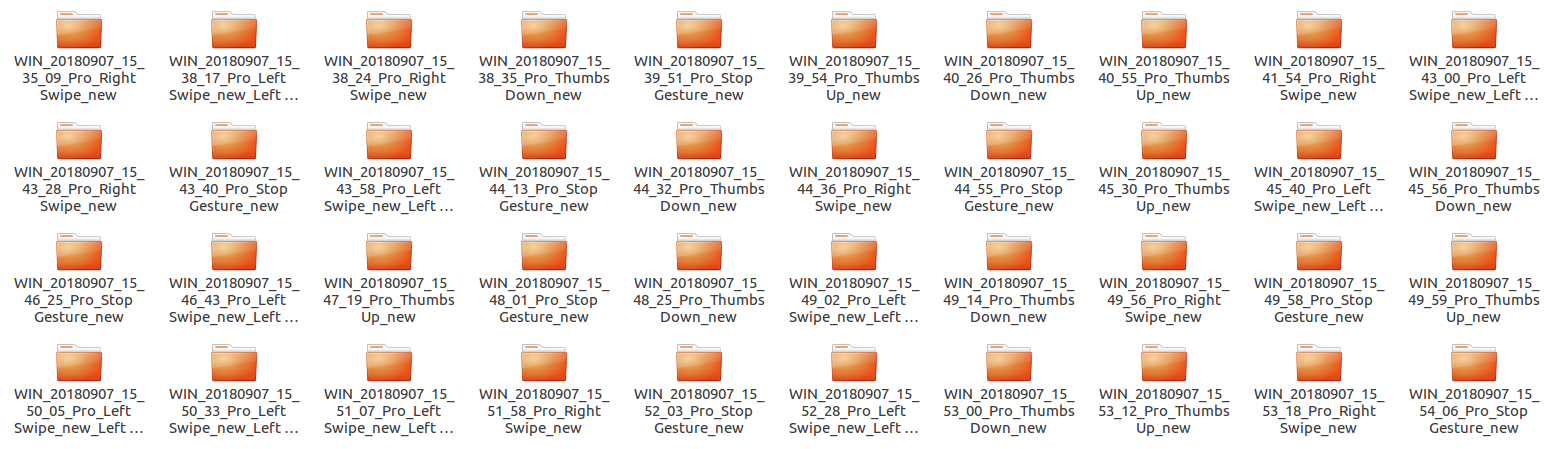 WIN_20180907_15_
35_09_Pro_Right
Swipe_new
WIN_20180907_15_
38_17_Pro_Left
Swipe_new_Left ...
WIN_20180907_15_
38_24_Pro_Right
Swipe_new
WIN_20180907_15_
38_35_Pro_Thumbs
Down_new
WIN_20180907_15_
39_51_Pro_Stop
Gesture_new
WIN_20180907_15_
39_54_Pro_Thumbs
Up_new
WIN_20180907_15_
40_26_Pro_Thumbs
Down_new
WIN_20180907_15_
40_55_Pro_Thumbs
Up_new
WIN_20180907_15_
41_54_Pro_Right
Swipe_new
WIN_20180907_15_
43_00_Pro_Left
Swipe_new_Left ...
WIN_20180907_15_
43_28_Pro_Right
Swipe_new
WIN_20180907_15_
43_40_Pro_Stop
Gesture_new
WIN_20180907_15_
43_58_Pro_Left
Swipe_new_Left ...
WIN_20180907_15_
44_13_Pro_Stop
Gesture_new
WIN_20180907_15_
44_32_Pro_Thumbs
Down_new
WIN_20180907_15_
44_36_Pro_Right
Swipe_new
WIN_20180907_15_
44_55_Pro_Stop
Gesture_new
WIN_20180907_15_
45_30_Pro_Thumbs
Up_new
WIN_20180907_15_
45_40_Pro_Left
Swipe_new_Left ...
WIN_20180907_15_
45_56_Pro_Thumbs
Down_new
WIN_20180907_15_
46_25_Pro_Stop
Gesture_new
WIN_20180907_15_
46_43_Pro_Left
Swipe_new_Left ...
WIN_20180907_15_
47_19_Pro_Thumbs
Up_new
WIN_20180907_15_
48_01_Pro_Stop
Gesture_new
WIN_20180907_15_
48_25_Pro_Thumbs
Down_new
WIN_20180907_15_
49_02_Pro_Left
Swipe_new_Left ...
WIN_20180907_15_
49_14_Pro_Thumbs
Down_new
WIN_20180907_15_
49_56_Pro_Right
Swipe_new
WIN_20180907_15_
49_58_Pro_Stop
Gesture_new
WIN_20180907_15_
49_59_Pro_Thumbs
Up_new
WIN_20180907_15_
50_05_Pro_Left
Swipe_new_Left ...
WIN_20180907_15_
50_33_Pro_Left
Swipe_new_Left ...
WIN_20180907_15_
51_07_Pro_Left
Swipe_new_Left ...
WIN_20180907_15_
51_58_Pro_Right
Swipe_new
WIN_20180907_15_
52_03_Pro_Stop
Gesture_new
WIN_20180907_15_
52_28_Pro_Left
Swipe_new_Left ...
WIN_20180907_15_
53_00_Pro_Thumbs
Down_new
WIN_20180907_15_
53_12_Pro_Thumbs
Up_new
WIN_20180907_15_
53_18_Pro_Right
Swipe_new
WIN_20180907_15_
54_06_Pro_Stop
Gesture_new